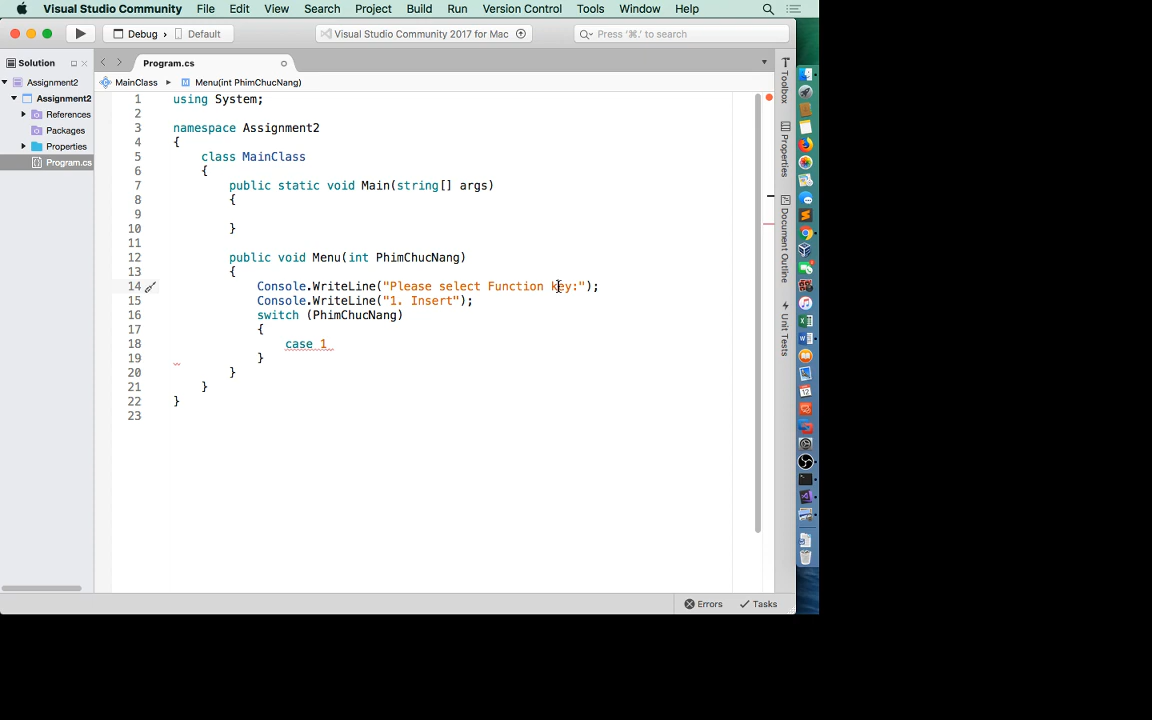 Visual Studio Community File Edit View Search Project Build Run Version Control Tools Window Help
Debug › Default
Visual Studio Community 2017 for Mac
Press '⌘.' to search
Solution
Program.cs
Assignment2
MainClass ▸ Menu(int PhimChucNang)
Assignment2
References
Packages
Properties
Program.cs
1 using System;
2
3 namespace Assignment2
4 {
5 class MainClass
6 {
7 public static void Main(string[] args)
8 {
9
10 }
11
12 public void Menu(int PhimChucNang)
13 {
14 Console.WriteLine("Please select Function key:");
15 Console.WriteLine("1. Insert");
16 switch (PhimChucNang)
17 {
18 case 1
19 }
20 }
21 }
22 }
23
Toolbox
Properties
Document Outline
Unit Tests
Errors Tasks